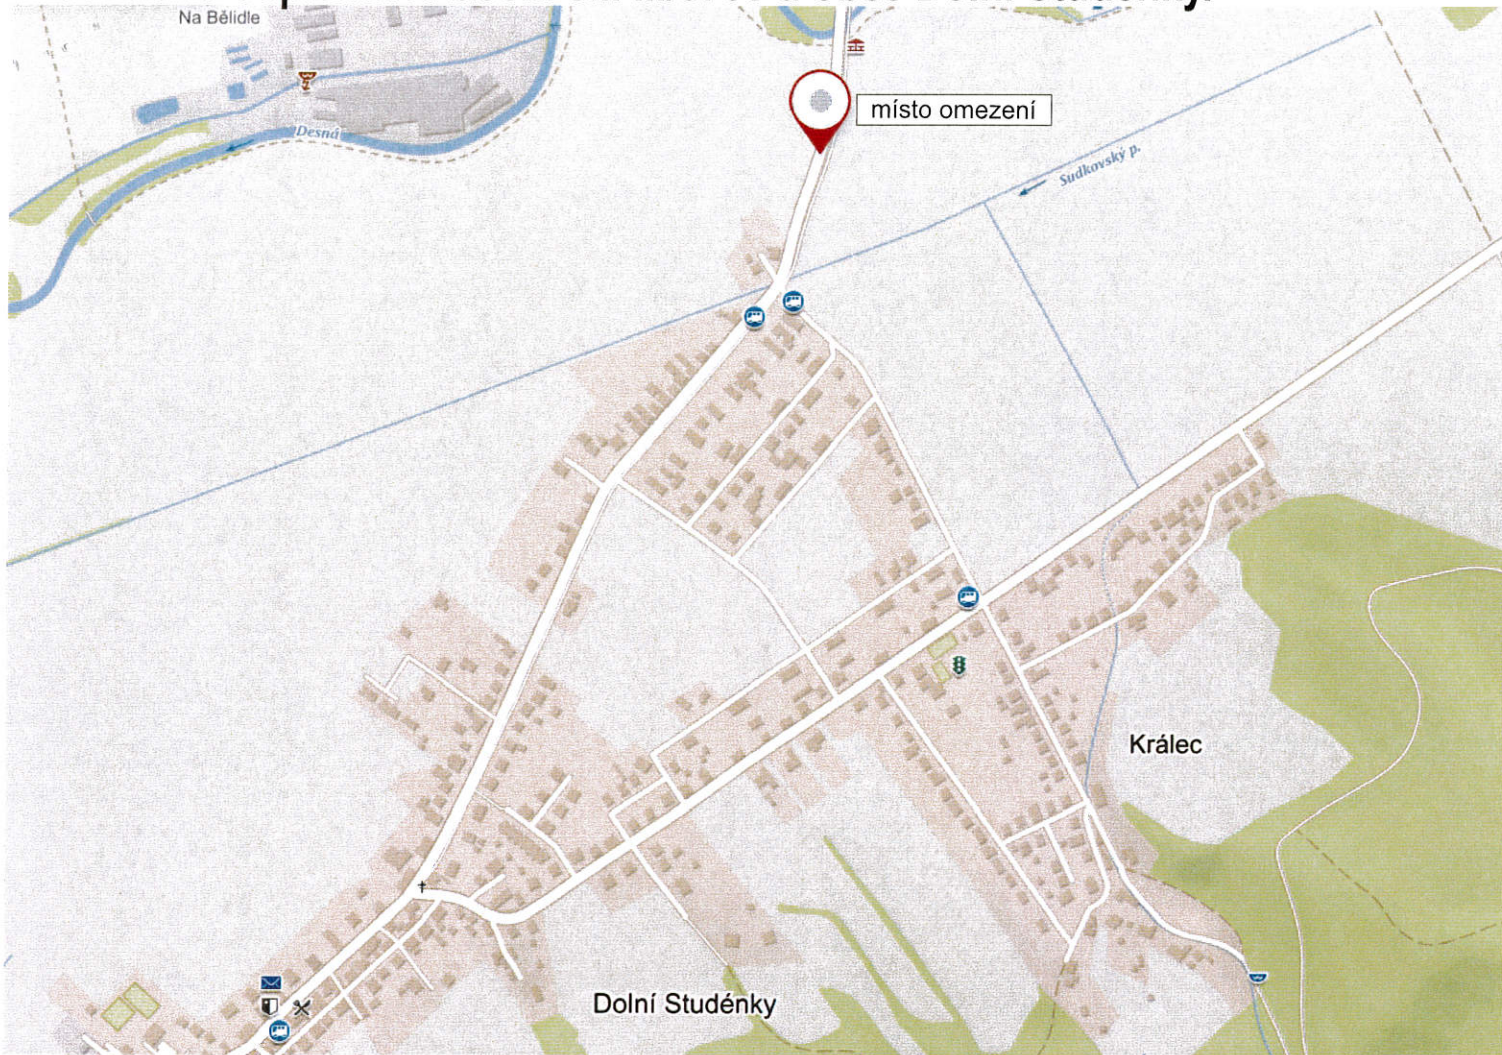 Na Bělidle
místo omezení
Desná
Sudkovský p.
Králec
Dolní Studénky